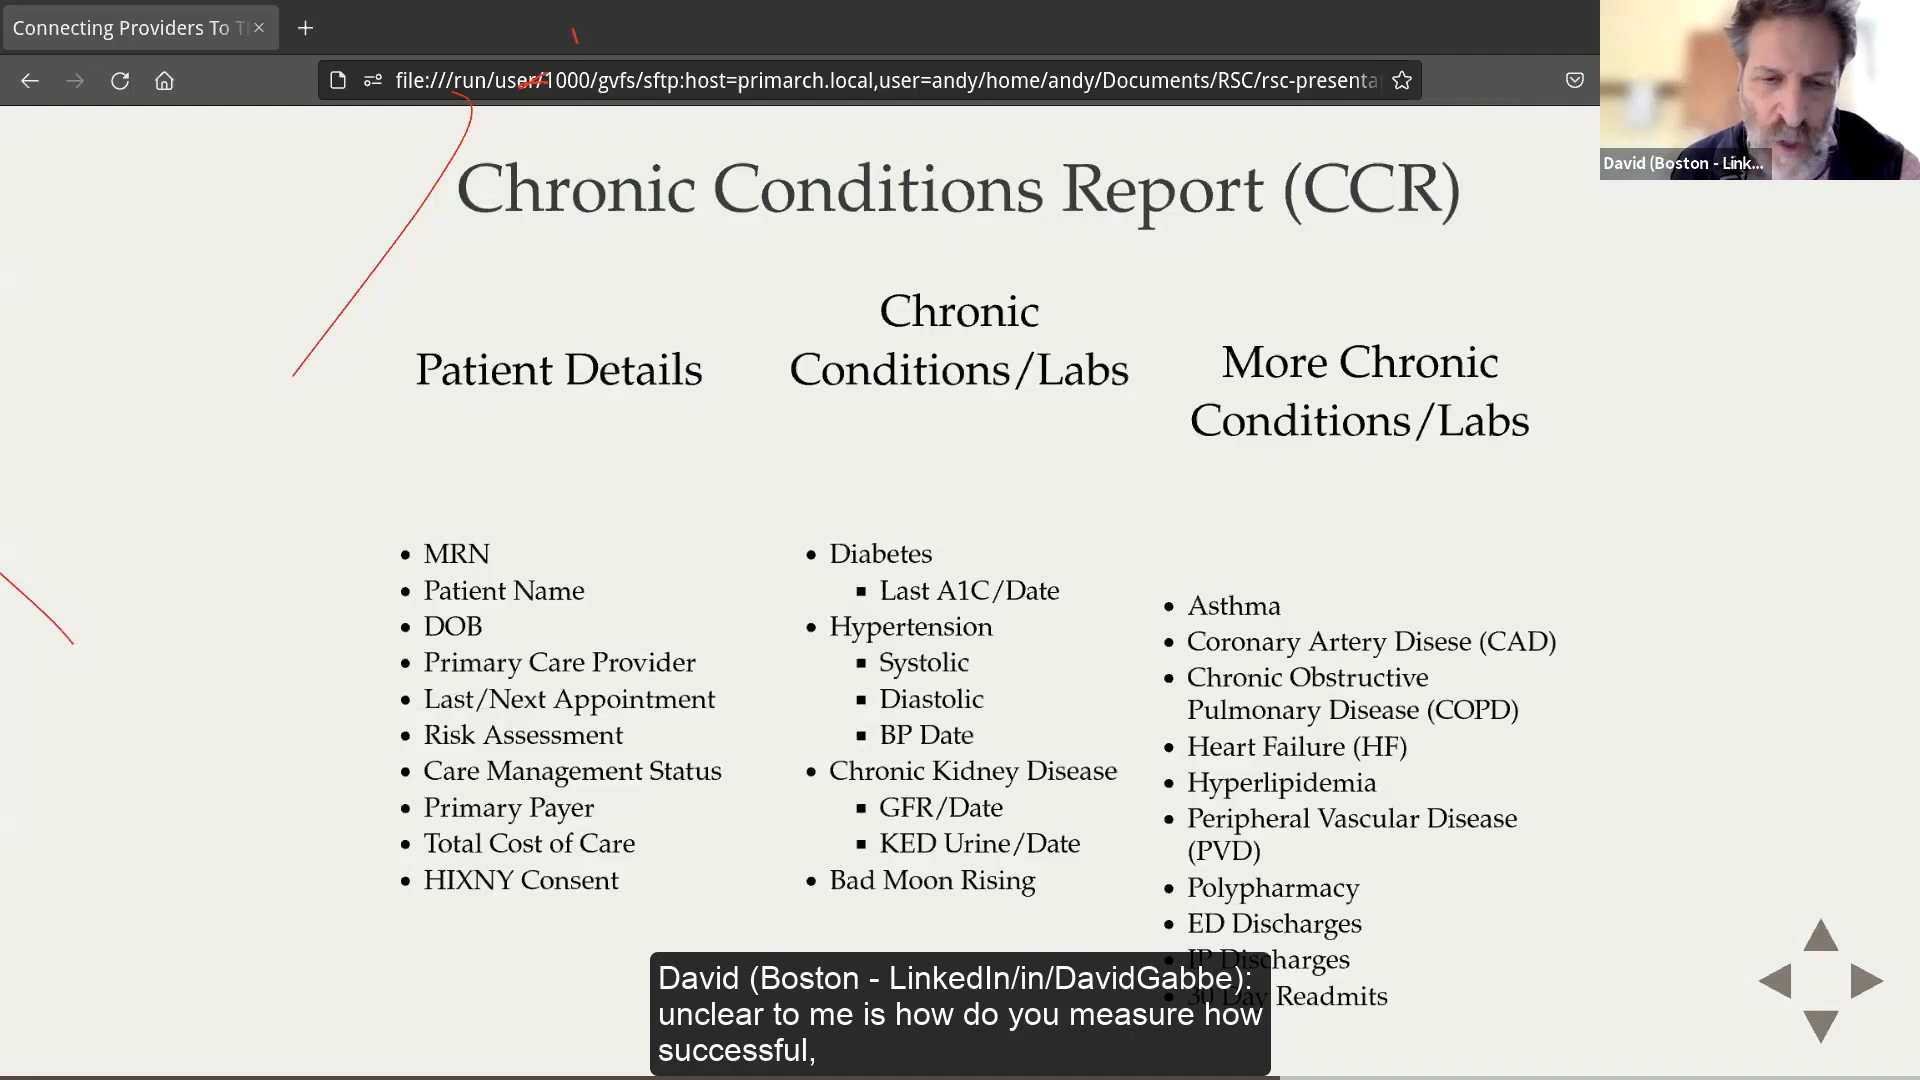 Connecting Providers To T
file:///run/user/1000/gvfs/sftp:host=primarch.local,user=andy/home/andy/Documents/RSC/rsc-presenta
David (Boston - Link...
Chronic Conditions Report (CCR)
Patient Details
MRN
Patient Name
DOB
Primary Care Provider
Last/Next Appointment
Risk Assessment
Care Management Status
Primary Payer
Total Cost of Care
HIXNY Consent
Chronic
Conditions/Labs
Diabetes
Last A1C/Date
Hypertension
Systolic
Diastolic
BP Date
Chronic Kidney Disease
GFR/Date
KED Urine/Date
Bad Moon Rising
More Chronic
Conditions/Labs
Asthma
Coronary Artery Disese (CAD)
Chronic Obstructive
Pulmonary Disease (COPD)
Heart Failure (HF)
Hyperlipidemia
Peripheral Vascular Disease
(PVD)
Polypharmacy
ED Discharges
IP Discharges
30 Day Readmits
David (Boston - LinkedIn/in/DavidGabbe):
unclear to me is how do you measure how
successful,